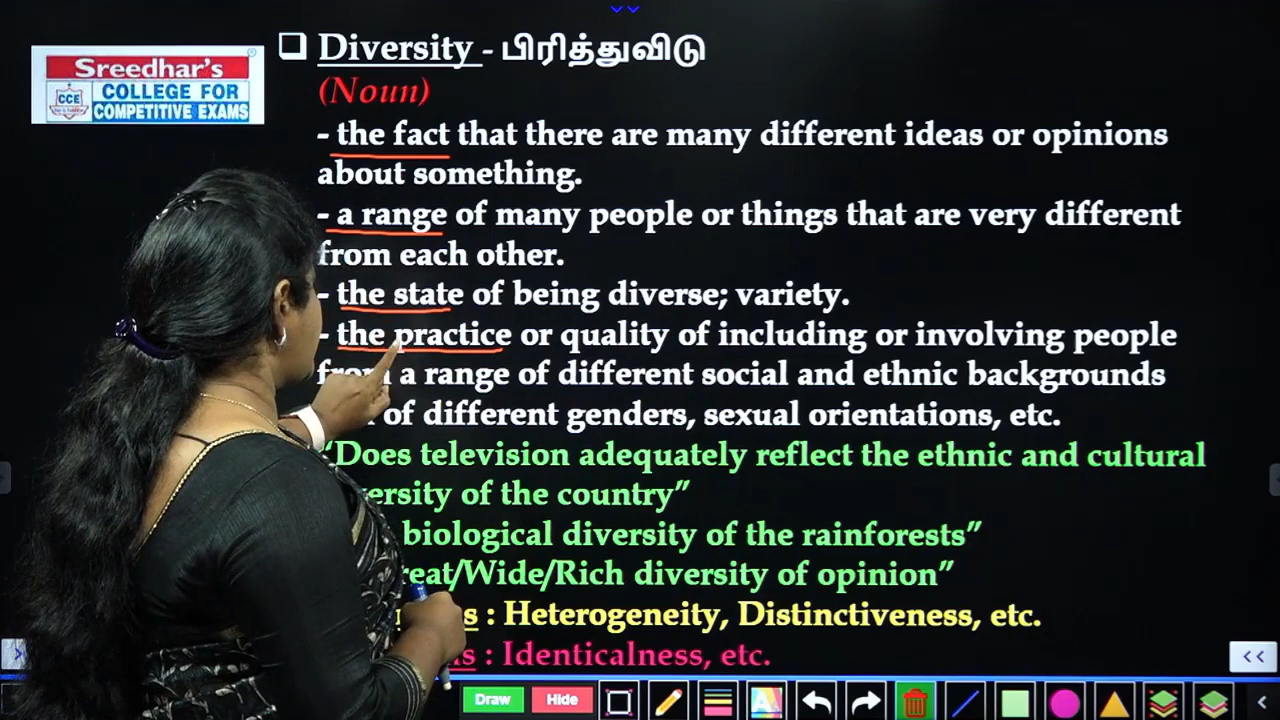 Sreedhar's
CCE
COLLEGE FOR
COMPETITIVE EXAMS
Diversity - பிரித்துவிடு
(Noun)
- the fact that there are many different ideas or opinions
about something.
- a range of many people or things that are very different
from each other.
- the state of being diverse; variety.
- the practice or quality of including or involving people
from a range of different social and ethnic backgrounds
of different genders, sexual orientations, etc.
"Does television adequately reflect the ethnic and cultural
ersity of the country"
biological diversity of the rainforests"
reat/Wide/Rich diversity of opinion"
s : Heterogeneity, Distinctiveness, etc.
ms : Identicalness, etc.
Draw
Hide